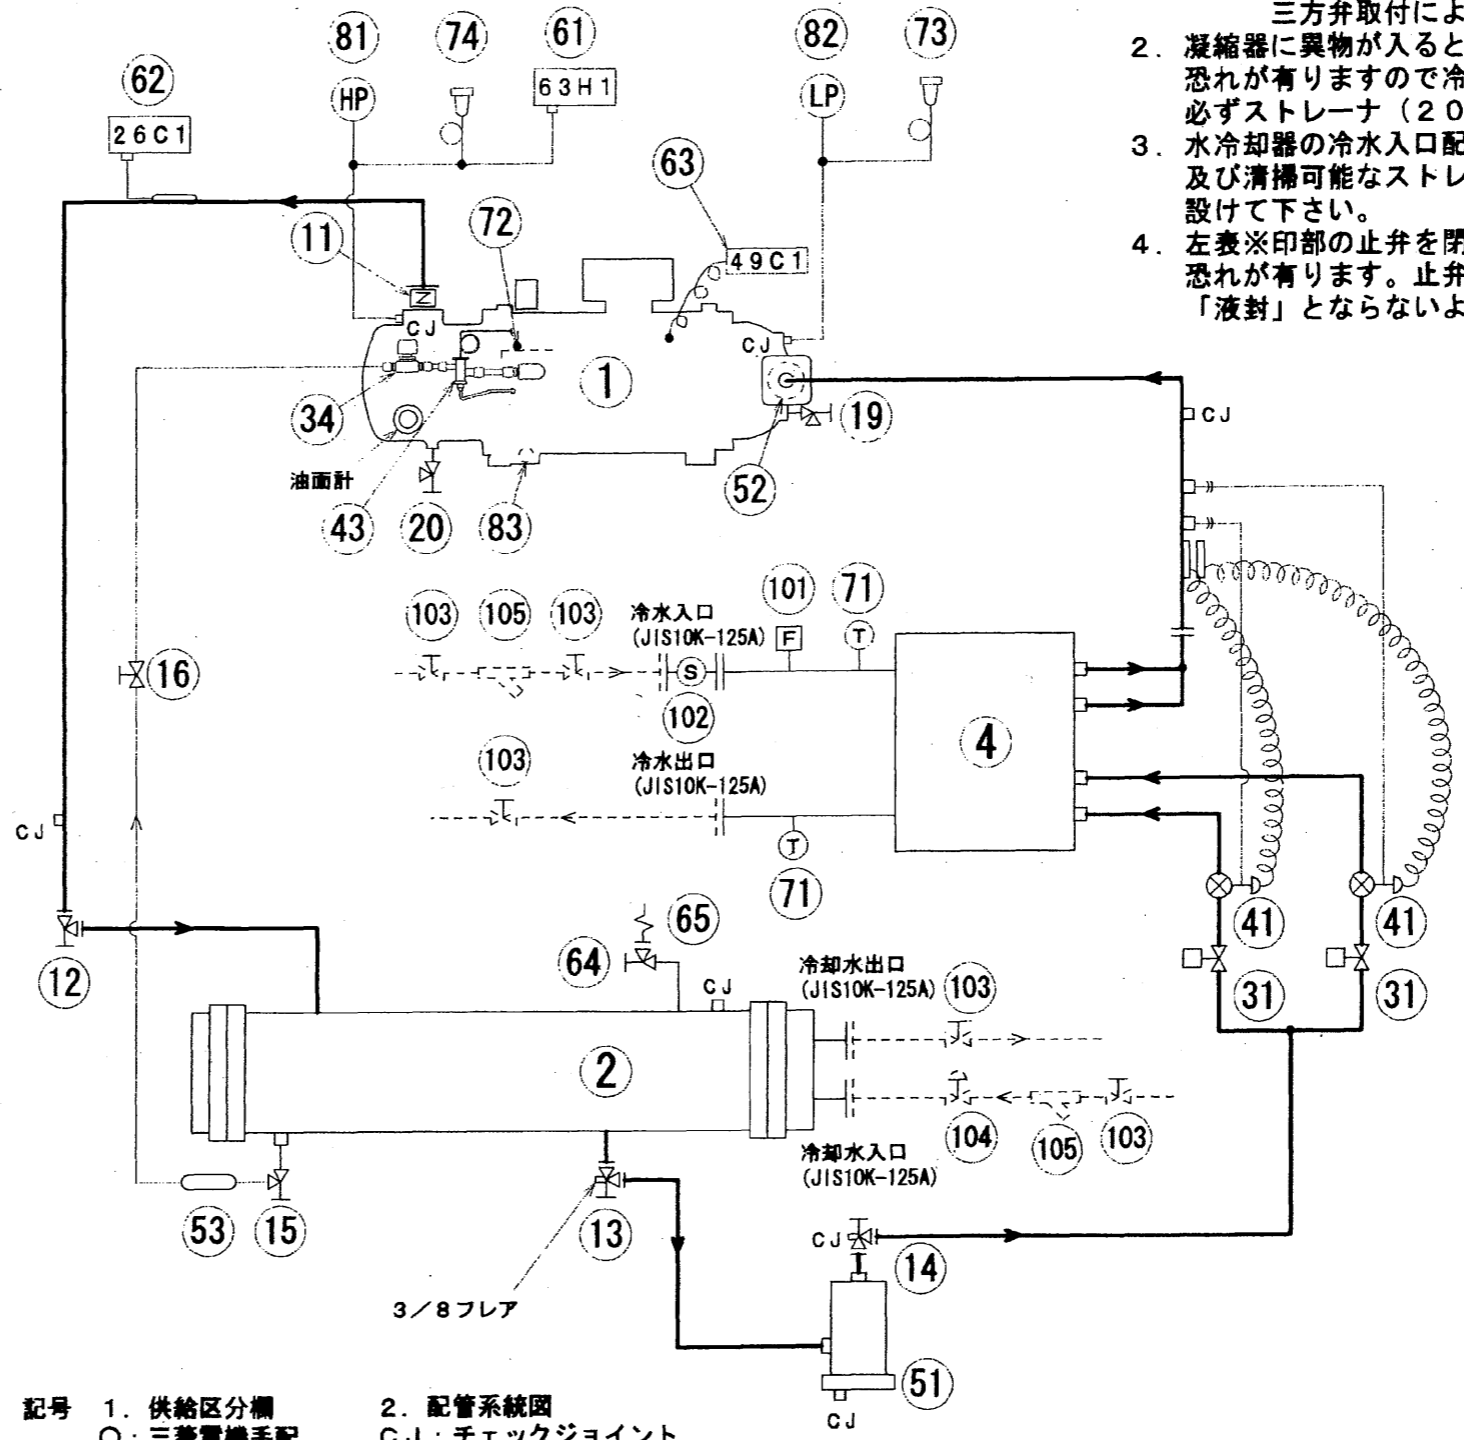 三方弁取付によ
2. 凝縮器に異物が入ると
恐れが有りますので冷
必ずストレーナ(20
3. 水冷却器の冷水入口配
及び清掃可能なストレ
設けて下さい。
4. 左表※印部の止弁を閉
恐れが有ります。止弁
「液封」とならないよ
81
74
61
82
73
62
HP
63H1
LP
26C1
63
11
72
49C1
CJ
CJ
1
34
19
CJ
油面計
52
43
20
83
101
71
103
105
103
冷水入口
(JIS10K-125A)
F
T
16
S
102
4
103
冷水出口
(JIS10K-125A)
CJ
T
71
65
41
41
12
64
CJ
冷却水出口
(JIS10K-125A)
103
31
31
2
104
105
103
冷却水入口
(JIS10K-125A)
53
15
13
CJ
14
3/8フレア
51
CJ
記号 1. 供給区分欄 2. 配管系統図
○:三菱電機手配 CJ:チェックジョイント